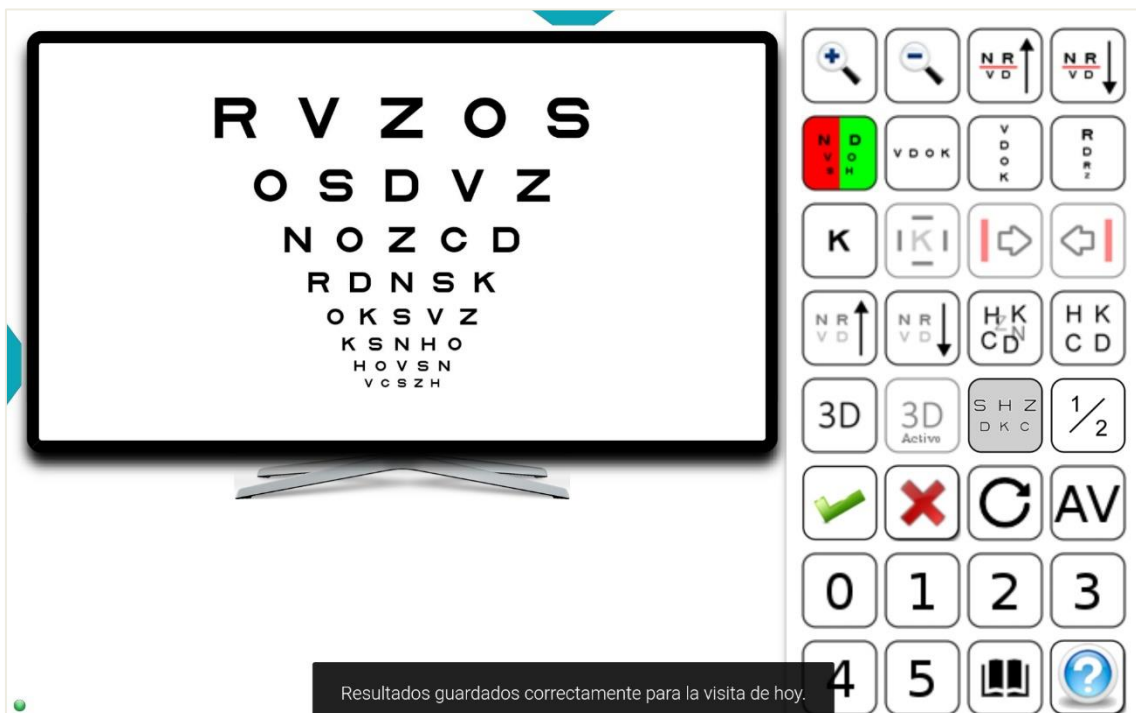 R V Z O S
O S D V Z
N O Z C D
R D N S K
O K S V Z
K S N H O
H O V S N
V C S Z H
N R
V D
N R
V D
N D
V O
S H
V D O K
V
D
O
K
R
D
R
Z
K
K
N R
V D
N R
V D
H K
Z N
C D
H K
C D
3D
3D
Active
S H Z
D K C
1/2
AV
0
1
2
3
4
5
?
Resultados guardados correctamente para la visita de hoy.